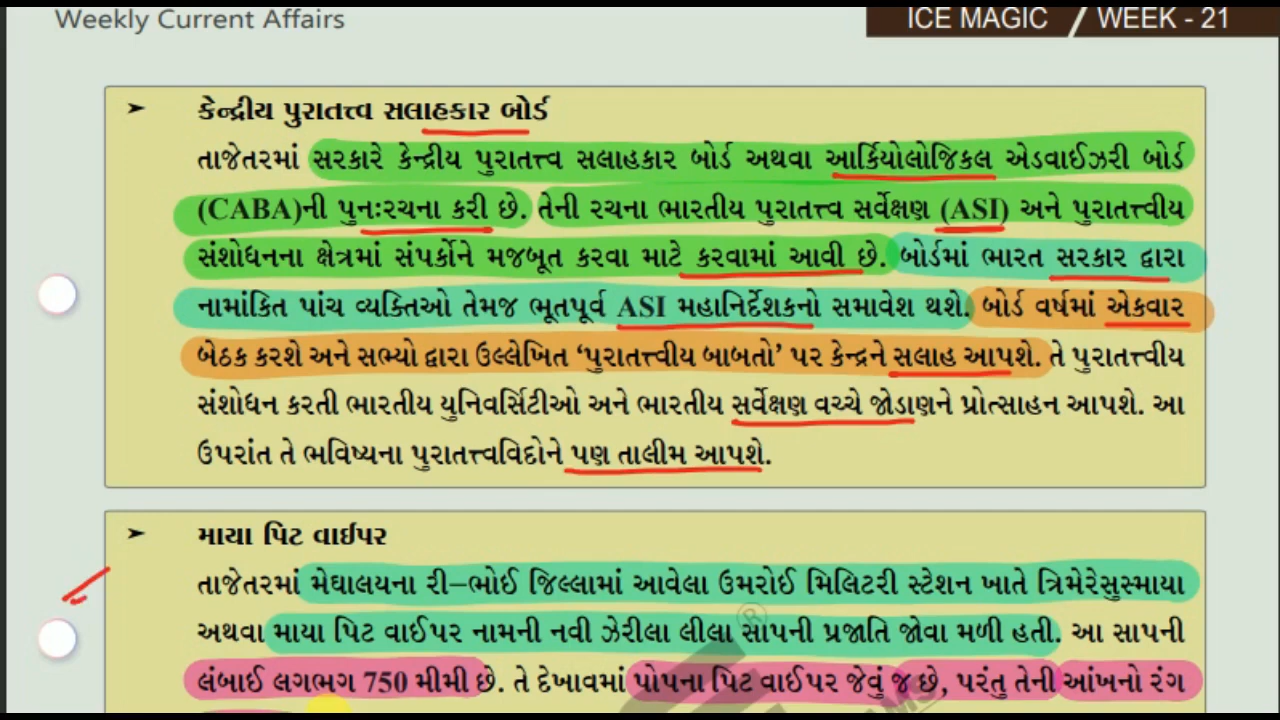 Weekly Current Affairs
ICE MAGIC / WEEK - 21
➢ કેન્દ્રીય પુરાતત્ત્વ સલાહકાર બોર્ડ
તાજેતરમાં સરકારે કેન્દ્રીય પુરાતત્ત્વ સલાહકાર બોર્ડ અથવા આર્કિયોલોજિકલ એડવાઈઝરી બોર્ડ
(CABA)ની પુનઃરચના કરી છે. તેની રચના ભારતીય પુરાતત્ત્વ સર્વેક્ષણ (ASI) અને પુરાતત્ત્વીય
સંશોધનના ક્ષેત્રમાં સંપર્કોને મજબૂત કરવા માટે કરવામાં આવી છે. બોર્ડમાં ભારત સરકાર દ્વારા
નામાંકિત પાંચ વ્યક્તિઓ તેમજ ભૂતપૂર્વ ASI મહાનિર્દેશકનો સમાવેશ થશે. બોર્ડ વર્ષમાં એકવાર
બેઠક કરશે અને સભ્યો દ્વારા ઉલ્લેખિત ‘પુરાતત્ત્વીય બાબતો’ પર કેન્દ્રને સલાહ આપશે. તે પુરાતત્ત્વીય
સંશોધન કરતી ભારતીય યુનિવર્સિટીઓ અને ભારતીય સર્વેક્ષણ વચ્ચે જોડાણને પ્રોત્સાહન આપશે. આ
ઉપરાંત તે ભવિષ્યના પુરાતત્ત્વવિદોને પણ તાલીમ આપશે.
➢ માયા પિટ વાઈપર
તાજેતરમાં મેઘાલયના રી–ભોઈ જિલ્લામાં આવેલા ઉમરોઈ મિલિટરી સ્ટેશન ખાતે ત્રિમેરેસુસ્માયા
અથવા માયા પિટ વાઈપર નામની નવી ઝેરીલા લીલા સાપની પ્રજાતિ જોવા મળી હતી. આ સાપની
લંબાઈ લગભગ 750 મીમી છે. તે દેખાવમાં પોપના પિટ વાઈપર જેવું જ છે, પરંતુ તેની આંખનો રંગ